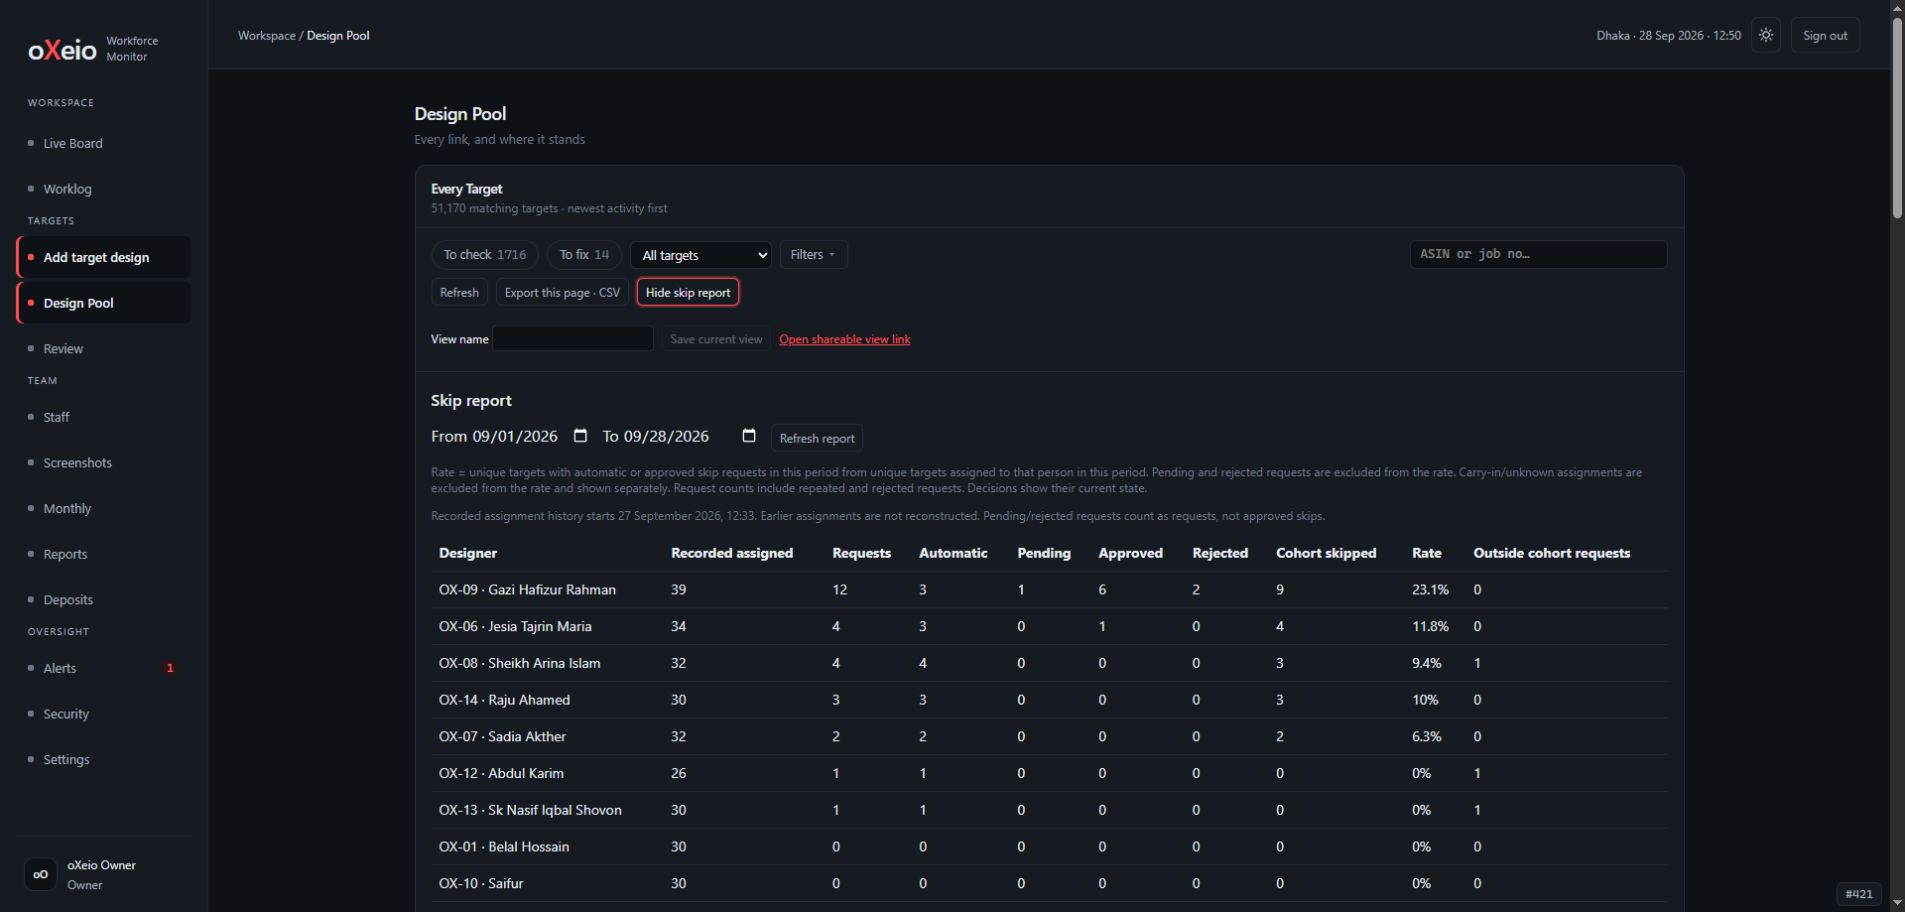 oXeio Workforce Monitor
WORKSPACE
Live Board
Worklog
TARGETS
Add target design
Design Pool
Review
TEAM
Staff
Screenshots
Monthly
Reports
Deposits
OVERSIGHT
Alerts 1
Security
Settings
oO oXeio Owner
Owner
Workspace / Design Pool
Dhaka · 28 Sep 2026 · 12:50
Sign out
Design Pool
Every link, and where it stands
Every Target
51,170 matching targets · newest activity first
To check 1716 To fix 14 All targets Filters ASIN or job no…
Refresh Export this page · CSV Hide skip report
View name Save current view Open shareable view link
Skip report
From 09/01/2026 To 09/28/2026 Refresh report
Rate = unique targets with automatic or approved skip requests in this period from unique targets assigned to that person in this period. Pending and rejected requests are excluded from the rate. Carry-in/unknown assignments are
excluded from the rate and shown separately. Request counts include repeated and rejected requests. Decisions show their current state.
Recorded assignment history starts 27 September 2026, 12:33. Earlier assignments are not reconstructed. Pending/rejected requests count as requests, not approved skips.
Designer Recorded assigned Requests Automatic Pending Approved Rejected Cohort skipped Rate Outside cohort requests
OX-09 · Gazi Hafizur Rahman 39 12 3 1 6 2 9 23.1% 0
OX-06 · Jesia Tajrin Maria 34 4 3 0 1 0 4 11.8% 0
OX-08 · Sheikh Arina Islam 32 4 4 0 0 0 3 9.4% 1
OX-14 · Raju Ahamed 30 3 3 0 0 0 3 10% 0
OX-07 · Sadia Akther 32 2 2 0 0 0 2 6.3% 0
OX-12 · Abdul Karim 26 1 1 0 0 0 0 0% 1
OX-13 · Sk Nasif Iqbal Shovon 30 1 1 0 0 0 0 0% 1
OX-01 · Belal Hossain 30 0 0 0 0 0 0 0% 0
OX-10 · Saifur 30 0 0 0 0 0 0 0% 0
#421